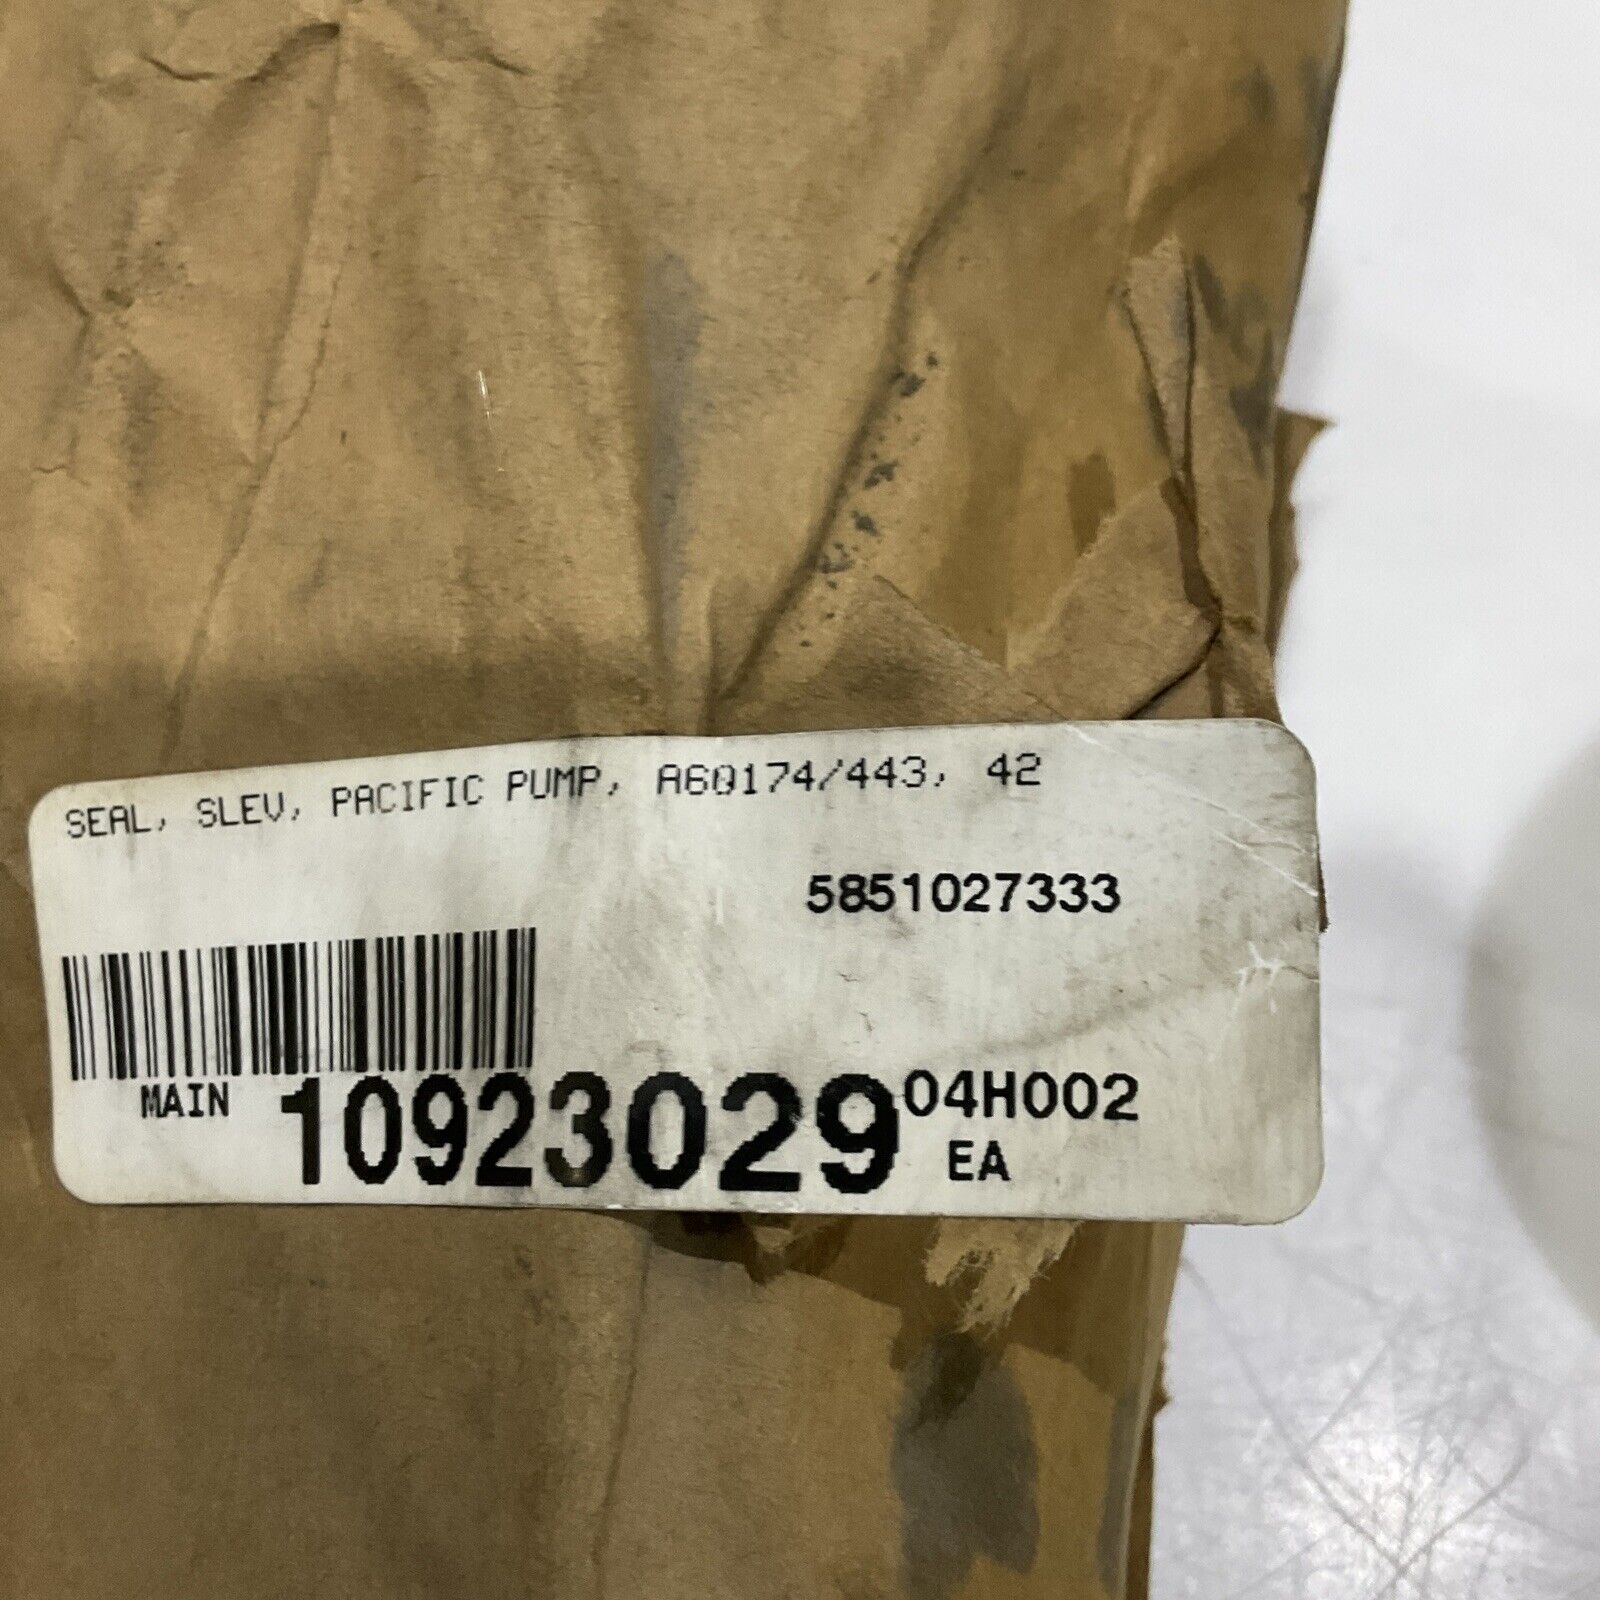 SEAL, SLEV, PACIFIC PUMP, A60174/443, 42
5851027333
MAIN 10923029 04H002
EA